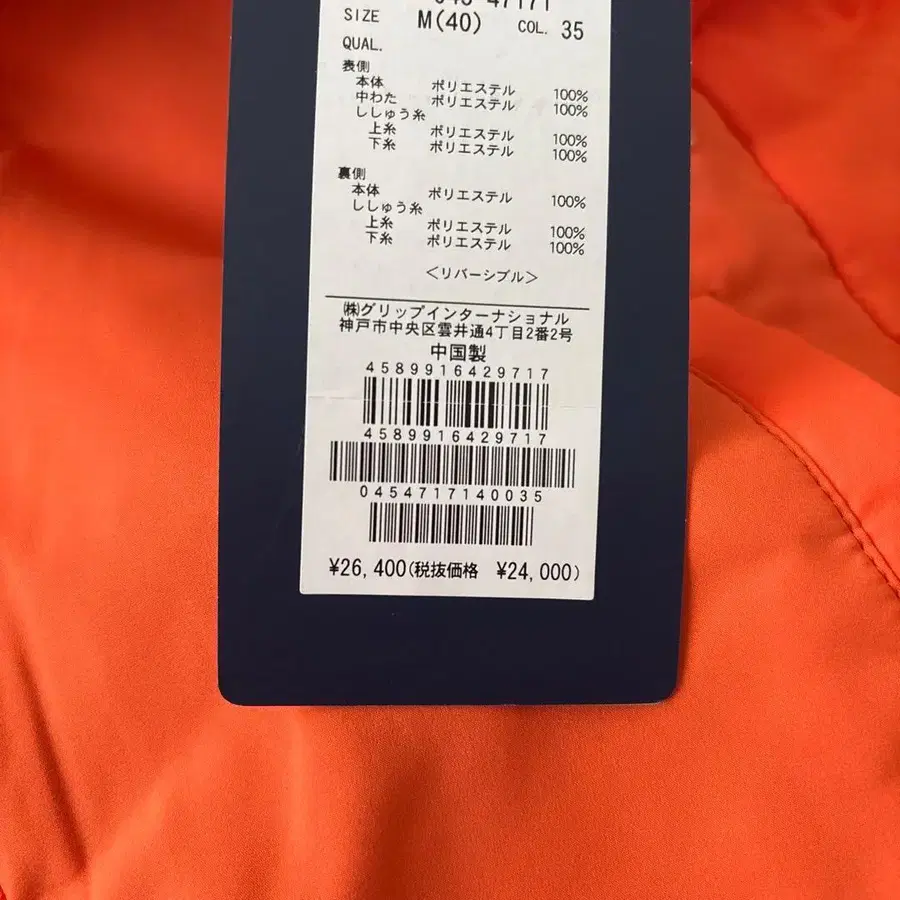 045-47171
SIZE M(40) COL. 35
QUAL.
表側
本体 ポリエステル 100%
中わた ポリエステル 100%
ししゅう糸
上糸 ポリエステル 100%
下糸 ポリエステル 100%
裏側
本体 ポリエステル 100%
ししゅう糸
上糸 ポリエステル 100%
下糸 ポリエステル 100%
<リバーシブル>
㈱グリップインターナショナル
神戸市中央区雲井通4丁目2番2号
中国製
4589916429717
4589916429717
0454717140035
¥26,400(税抜価格 ¥24,000)